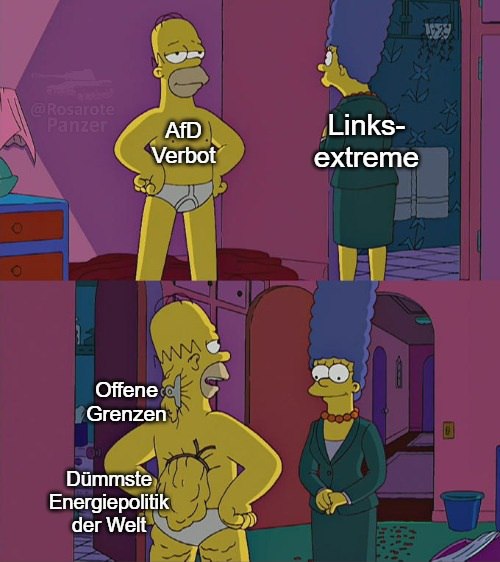 @Rosarote
Panzer
AfD
Verbot
Links-
extreme
Offene
Grenzen
Dümmste
Energiepolitik
der Welt